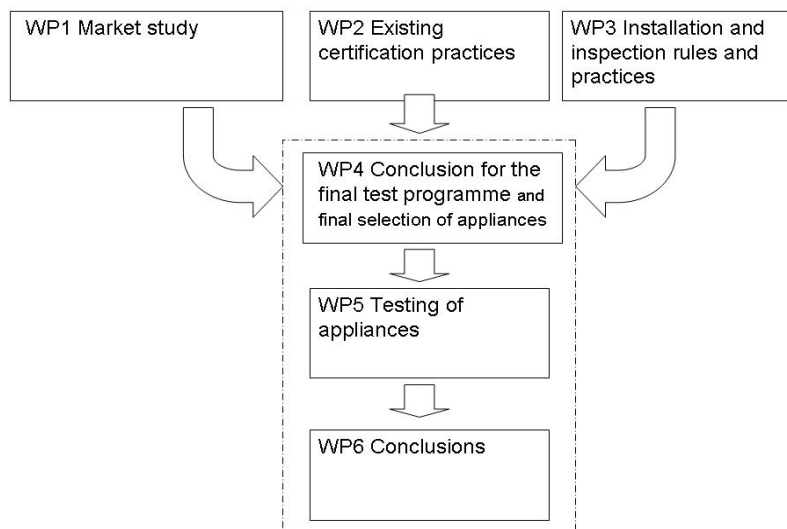 WP1 Market study
WP2 Existing
certification practices
WP3 Installation and
inspection rules and
practices
WP4 Conclusion for the
final test programme and
final selection of appliances
WP5 Testing of
appliances
WP6 Conclusions